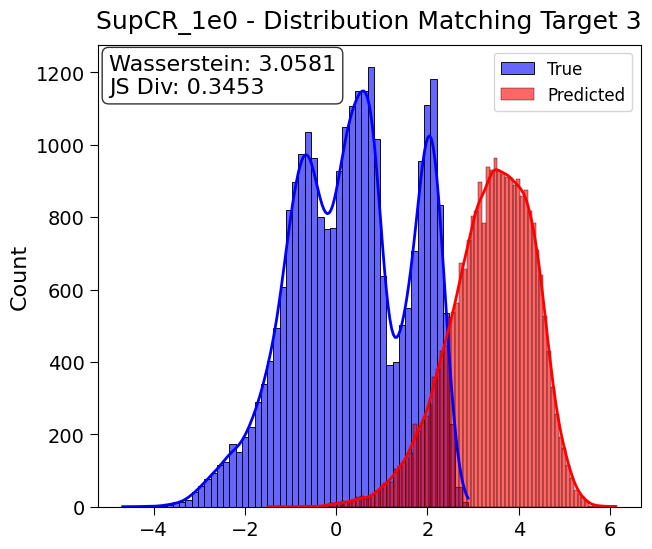 SupCR_1e0 - Distribution Matching Target 3
Wasserstein: 3.0581
JS Div: 0.3453
True
Predicted
Count
1200
1000
800
600
400
200
0
−4
−2
0
2
4
6